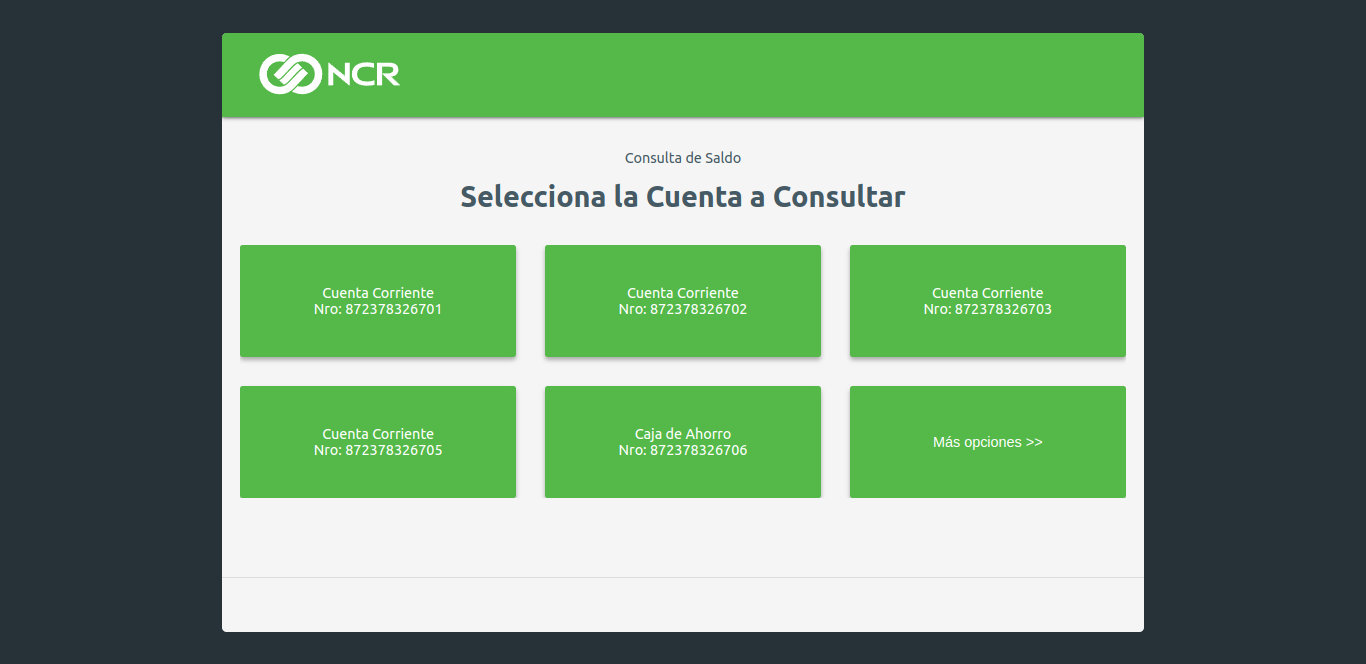 NCR
Consulta de Saldo
Selecciona la Cuenta a Consultar
Cuenta Corriente
Nro: 872378326701
Cuenta Corriente
Nro: 872378326702
Cuenta Corriente
Nro: 872378326703
Cuenta Corriente
Nro: 872378326705
Caja de Ahorro
Nro: 872378326706
Más opciones >>